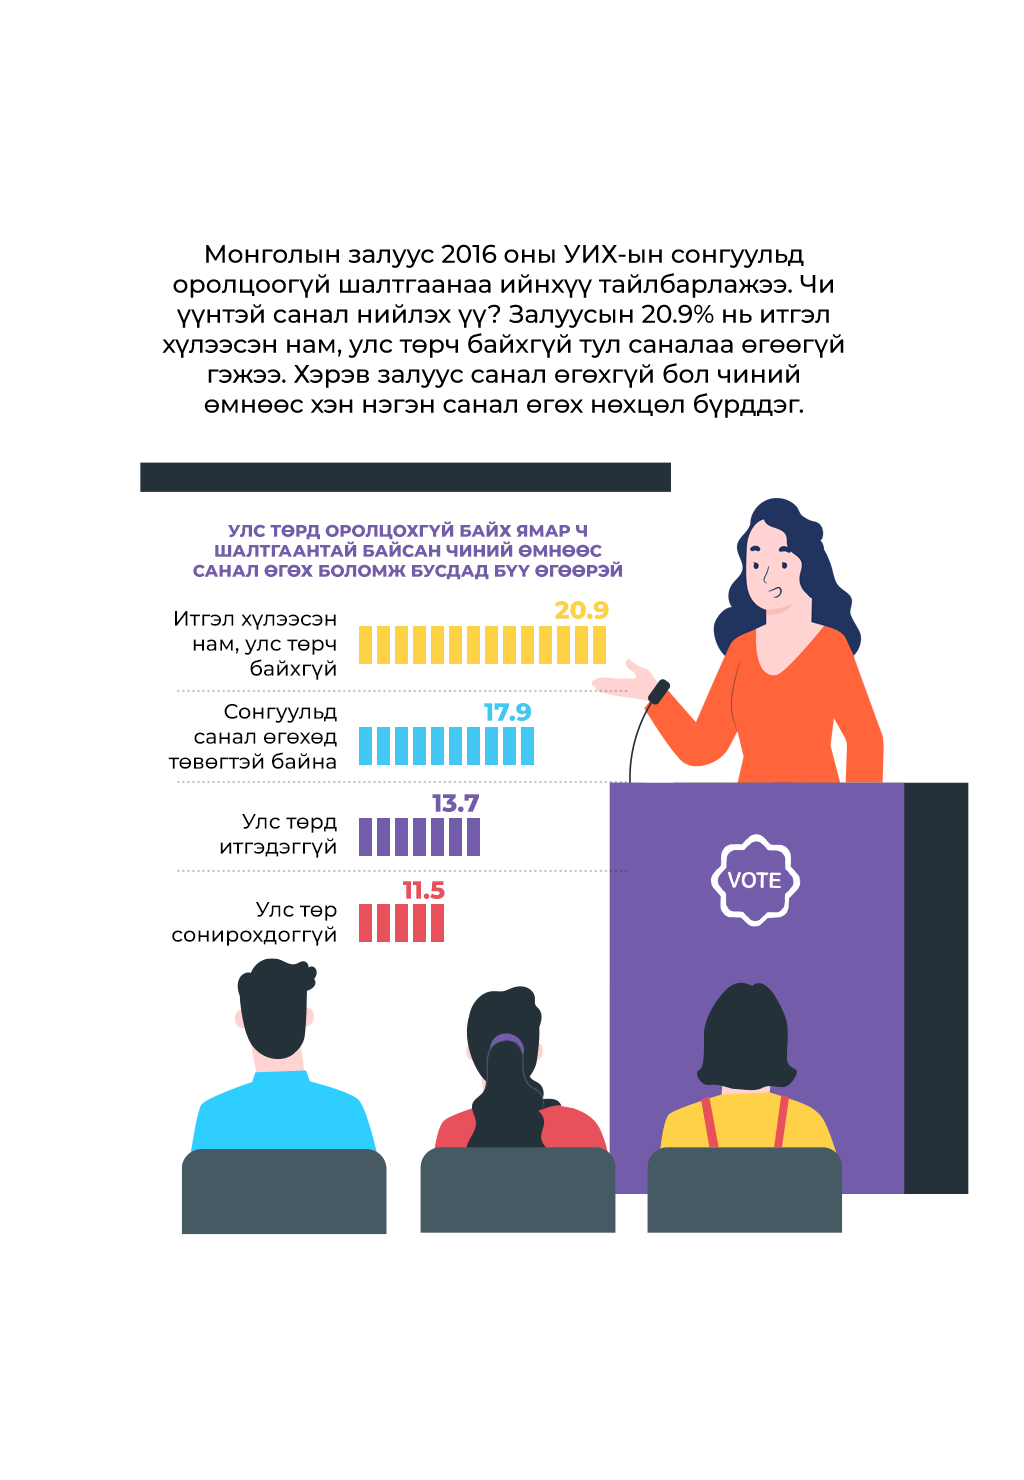 Монголын залуус 2016 оны УИХ-ын сонгуульд
оролцоогүй шалтгаанаа ийнхүү тайлбарлажээ. Чи
үүнтэй санал нийлэх үү? Залуусын 20.9% нь итгэл
хүлээсэн нам, улс төрч байхгүй тул саналаа өгөөгүй
гэжээ. Хэрэв залуус санал өгөхгүй бол чиний
өмнөөс хэн нэгэн санал өгөх нөхцөл бүрддэг.
УЛС ТӨРД ОРОЛЦОХГҮЙ БАЙХ ЯМАР Ч
ШАЛТГААНТАЙ БАЙСАН ЧИНИЙ ӨМНӨӨС
САНАЛ ӨГӨХ БОЛОМЖ БУСДАД БҮҮ ӨГӨӨРЭЙ
Итгэл хүлээсэн
нам, улс төрч
байхгүй
20.9
Сонгуульд
санал өгөхөд
төвөгтэй байна
17.9
Улс төрд
итгэдэггүй
13.7
Улс төр
сонирохдоггүй
11.5
VOTE